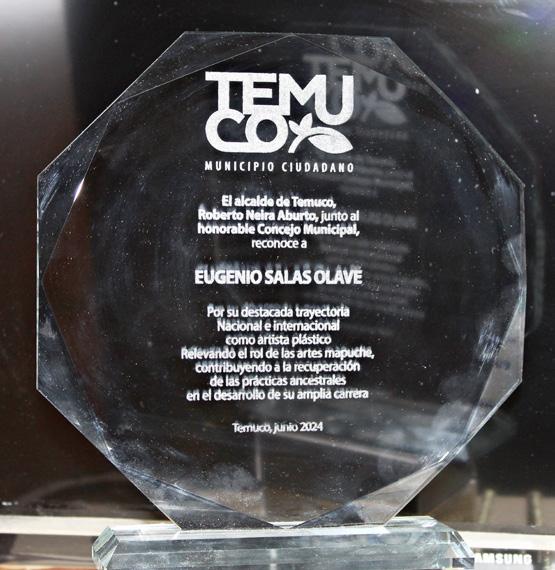 TEMU
CO
MUNICIPIO CIUDADANO
El alcalde de Temuco,
Roberto Neira Aburto, junto al
honorable Concejo Municipal,
reconoce a
EUGENIO SALAS OLAVE
Por su destacada trayectoria
Nacional e internacional
como artista plástico
Relevando el rol de las artes mapuche,
contribuyendo a la recuperación
de las prácticas ancestrales
en el desarrollo de su amplia carrera
Temuco, junio 2024
SAMSUNG